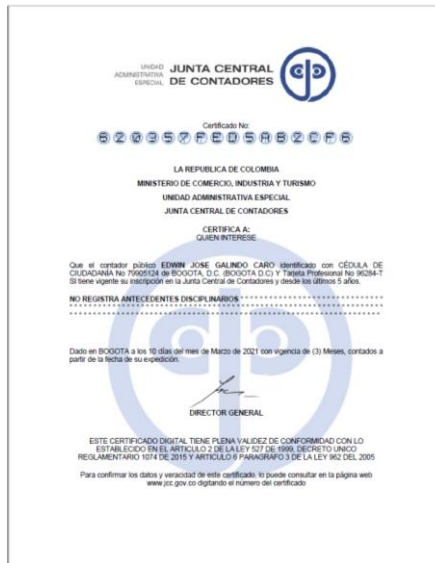 UNIDAD
ADMINISTRATIVA
ESPECIAL
JUNTA CENTRAL
DE CONTADORES
Certificado No:
620357FED5AB2CF6
LA REPUBLICA DE COLOMBIA
MINISTERIO DE COMERCIO, INDUSTRIA Y TURISMO
UNIDAD ADMINISTRATIVA ESPECIAL
JUNTA CENTRAL DE CONTADORES
CERTIFICA A:
QUIEN INTERESE
Que el contador público EDWIN JOSE GALINDO CARO identificado con CÉDULA DE
CIUDADANÍA No 79905124 de BOGOTA, D.C. (BOGOTA D.C) Y Tarjeta Profesional No 96284-T
SI tiene vigente su inscripción en la Junta Central de Contadores y desde los últimos 5 años.
NO REGISTRA ANTECEDENTES DISCIPLINARIOS * * * * * * * * * * * * * * * * * * * * * * * * * *
* * * * * * * * * * * * * * * * * * * * * * * * * * * * * * * * * * * * * * * * * * * * * * * * * *
Dado en BOGOTA a los 10 días del mes de Marzo de 2021 con vigencia de (3) Meses, contados a
partir de la fecha de su expedición.
DIRECTOR GENERAL
ESTE CERTIFICADO DIGITAL TIENE PLENA VALIDEZ DE CONFORMIDAD CON LO
ESTABLECIDO EN EL ARTICULO 2 DE LA LEY 527 DE 1999, DECRETO UNICO
REGLAMENTARIO 1074 DE 2015 Y ARTICULO 6 PARAGRAFO 3 DE LA LEY 962 DEL 2005
Para confirmar los datos y veracidad de este certificado, lo puede consultar en la página web
www.jcc.gov.co digitando el número del certificado